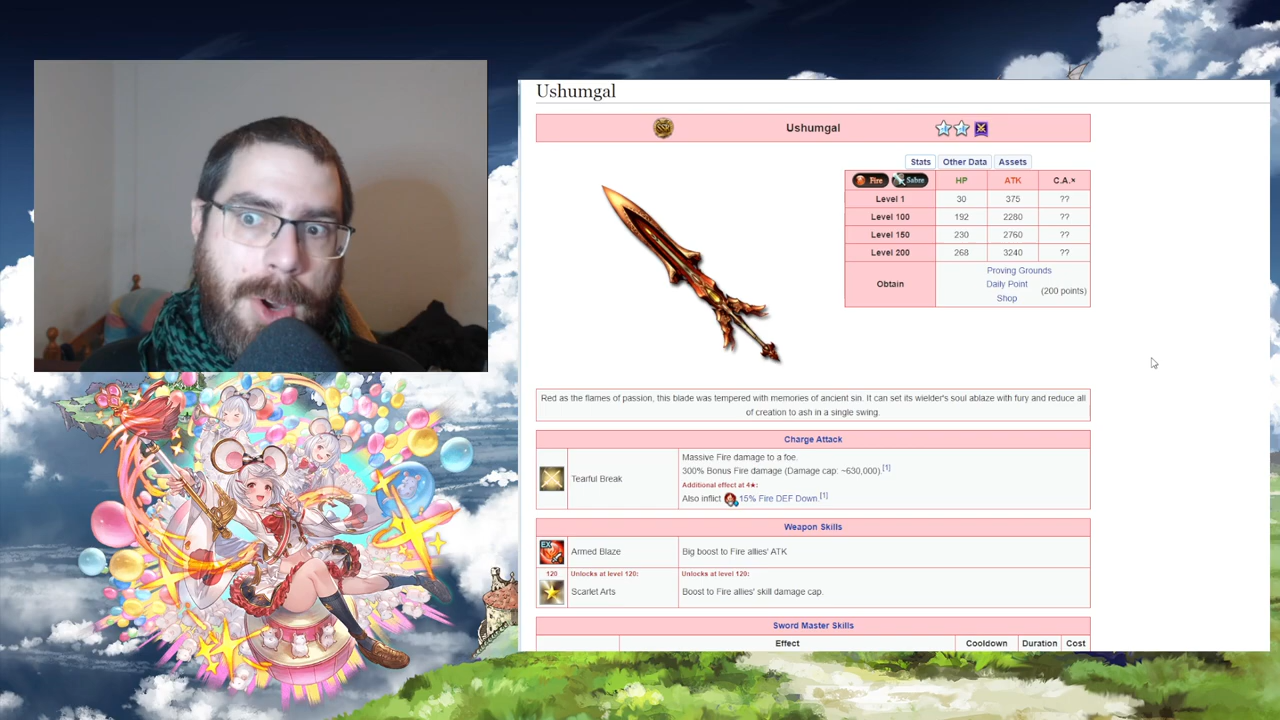 Ushumgal
Ushumgal
Stats Other Data Assets
Fire Sabre HP ATK C.A.×
Level 1 30 375 ??
Level 100 192 2280 ??
Level 150 230 2760 ??
Level 200 268 3240 ??
Obtain Proving Grounds
Daily Point
Shop (200 points)
Red as the flames of passion, this blade was tempered with memories of ancient sin. It can set its wielder's soul ablaze with fury and reduce all
of creation to ash in a single swing.
Charge Attack
Tearful Break
Massive Fire damage to a foe.
300% Bonus Fire damage (Damage cap: ~630,000).[1]
Additional effect at 4★:
Also inflict 15% Fire DEF Down.[1]
Weapon Skills
EX Armed Blaze Big boost to Fire allies' ATK
120 Unlocks at level 120: Unlocks at level 120:
Scarlet Arts Boost to Fire allies' skill damage cap.
Sword Master Skills
Effect Cooldown Duration Cost